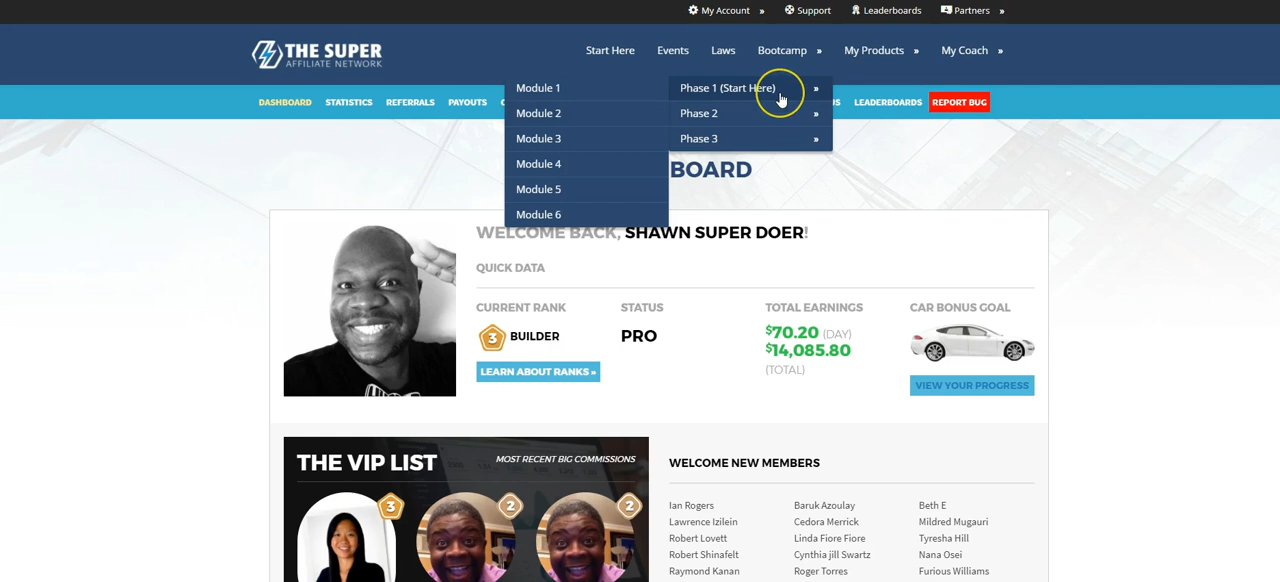 My Account » Support Leaderboards Partners »
THE SUPER
AFFILIATE NETWORK
Start Here Events Laws Bootcamp » My Products » My Coach »
Module 1
Module 2
Module 3
Module 4
Module 5
Module 6
Phase 1 (Start Here) »
Phase 2 »
Phase 3 »
DASHBOARD STATISTICS REFERRALS PAYOUTS LEADERBOARDS REPORT BUG
BOARD
WELCOME BACK, SHAWN SUPER DOER!
QUICK DATA
CURRENT RANK STATUS TOTAL EARNINGS CAR BONUS GOAL
3 BUILDER
PRO
$70.20 (DAY)
$14,085.80
(TOTAL)
LEARN ABOUT RANKS »
VIEW YOUR PROGRESS
THE VIP LIST MOST RECENT BIG COMMISSIONS
3 2 2
WELCOME NEW MEMBERS
Ian Rogers Baruk Azoulay Beth E
Lawrence Izilein Cedora Merrick Mildred Mugauri
Robert Lovett Linda Fiore Fiore Tyresha Hill
Robert Shinafelt Cynthia jill Swartz Nana Osei
Raymond Kanan Roger Torres Furious Williams